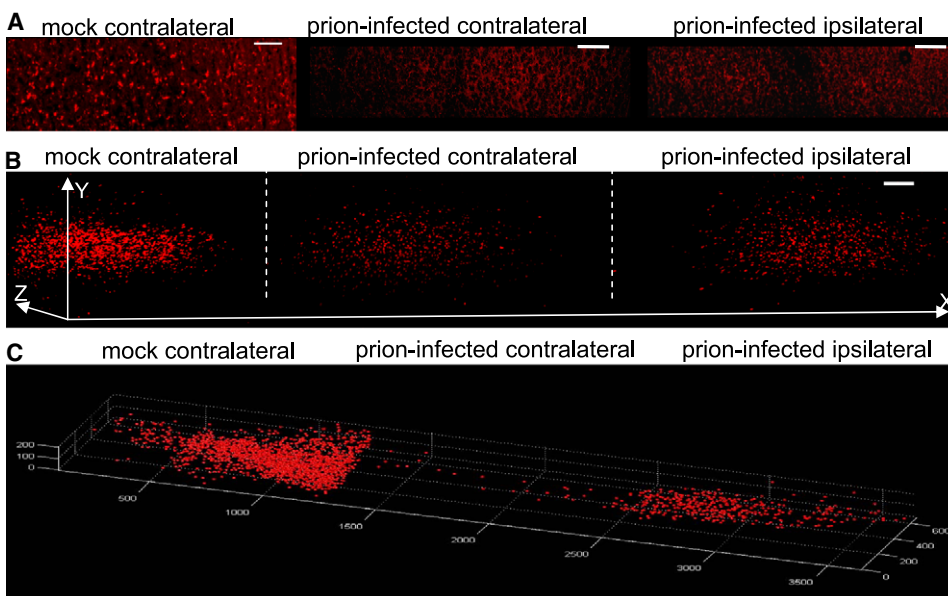 A mock contralateral prion-infected contralateral prion-infected ipsilateral
B mock contralateral prion-infected contralateral prion-infected ipsilateral
Y
Z
X
C mock contralateral prion-infected contralateral prion-infected ipsilateral
200
100
0
500
1000
1500
2000
2500
3000
3500
600
400
200
0